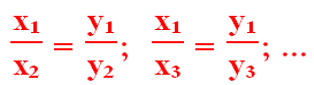 x₁/x₂ = y₁/y₂; x₁/x₃ = y₁/y₃; ...